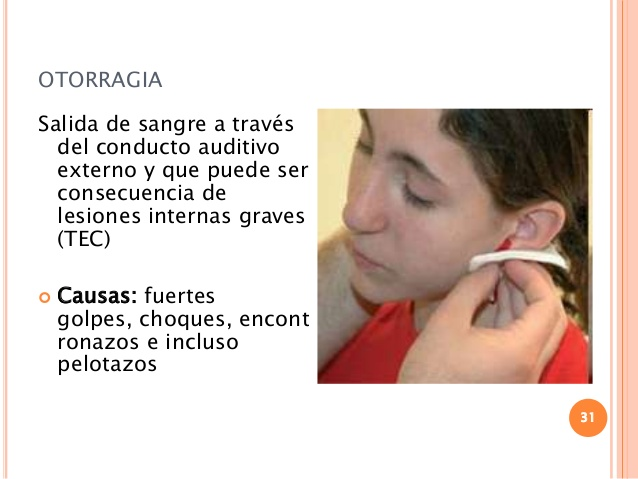 OTORRAGIA
Salida de sangre a través
del conducto auditivo
externo y que puede ser
consecuencia de
lesiones internas graves
(TEC)
Causas: fuertes
golpes, choques, encont
ronazos e incluso
pelotazos
31